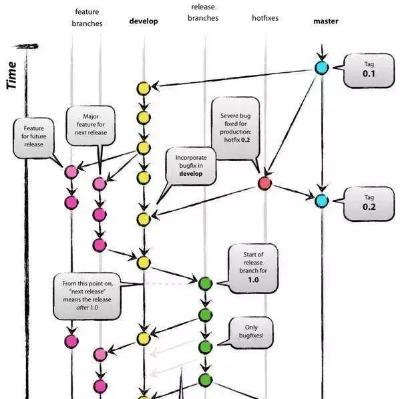 feature
branches
develop
release
branches
hotfixes
master
Time
Tag
0.1
Major
feature for
next release
Feature
for future
release
Severe bug
fixed for
production:
hotfix 0.2
Incorporate
bugfix in
develop
Tag
0.2
Start of
release
branch for
1.0
From this point on,
"next release"
means the release
after 1.0
Only
bugfixes!